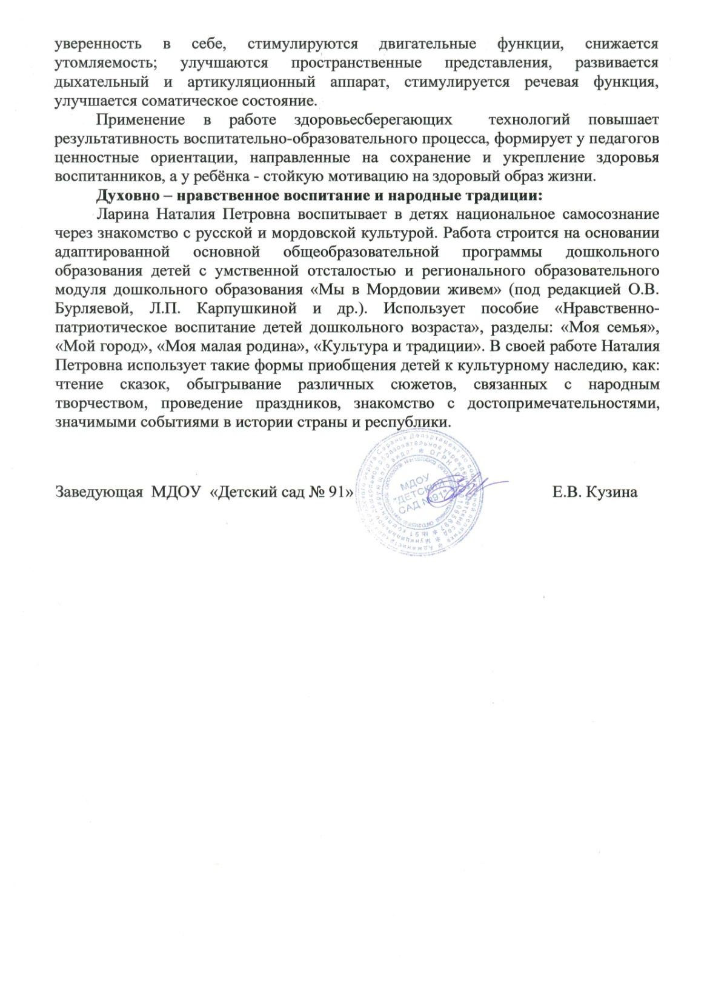 уверенность в себе, стимулируются двигательные функции, снижается
утомляемость; улучшаются пространственные представления, развивается
дыхательный и артикуляционный аппарат, стимулируется речевая функция,
улучшается соматическое состояние.
Применение в работе здоровьесберегающих технологий повышает
результативность воспитательно-образовательного процесса, формирует у педагогов
ценностные ориентации, направленные на сохранение и укрепление здоровья
воспитанников, а у ребёнка - стойкую мотивацию на здоровый образ жизни.
Духовно – нравственное воспитание и народные традиции:
Ларина Наталия Петровна воспитывает в детях национальное самосознание
через знакомство с русской и мордовской культурой. Работа строится на основании
адаптированной основной общеобразовательной программы дошкольного
образования детей с умственной отсталостью и регионального образовательного
модуля дошкольного образования «Мы в Мордовии живем» (под редакцией О.В.
Бурляевой, Л.П. Карпушкиной и др.). Использует пособие «Нравственно-
патриотическое воспитание детей дошкольного возраста», разделы: «Моя семья»,
«Мой город», «Моя малая родина», «Культура и традиции». В своей работе Наталия
Петровна использует такие формы приобщения детей к культурному наследию, как:
чтение сказок, обыгрывание различных сюжетов, связанных с народным
творчеством, проведение праздников, знакомство с достопримечательностями,
значимыми событиями в истории страны и республики.
Заведующая МДОУ «Детский сад № 91» Е.В. Кузина
МДОУ
"ДЕТСКИЙ
САД №91"